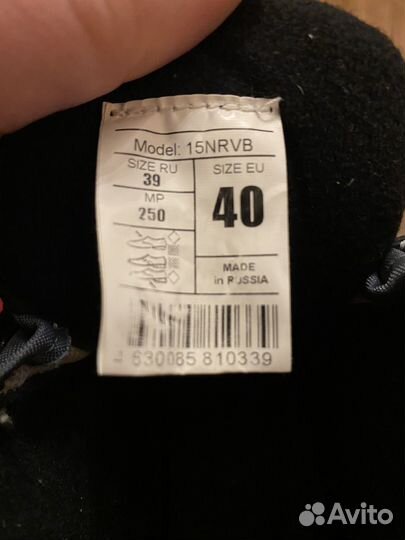 Model: 15NRVB
SIZE RU
39
MP
250
SIZE EU
40
MADE
in RUSSIA
630085 810339
Avito